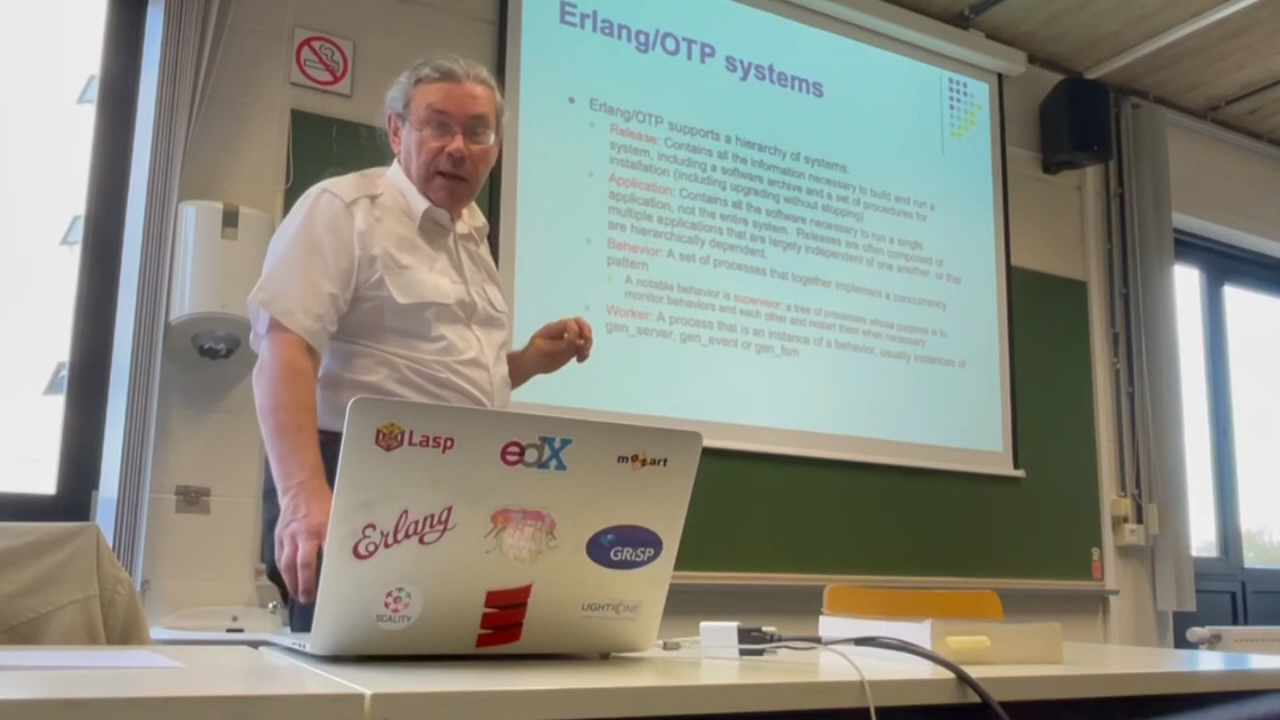 Erlang/OTP systems
Erlang/OTP supports a hierarchy of systems.
Release: Contains all the information necessary to build and run a
system, including a software archive and a set of procedures for
installation (including upgrading without stopping)
Application: Contains all the software necessary to run a single
application, not the entire system. Releases are often composed of
multiple applications that are largely independent of one another, or that
are hierarchically dependent.
Behavior: A set of processes that together implement a concurrency
pattern
A notable behavior is supervisor: a tree of processes whose purpose is to
monitor behaviors and each other and restart them when necessary
Worker: A process that is an instance of a behavior, usually instances of
gen_server, gen_event or gen_fsm
Lasp
edX
mozart
Erlang
GRiSP
SCALITY